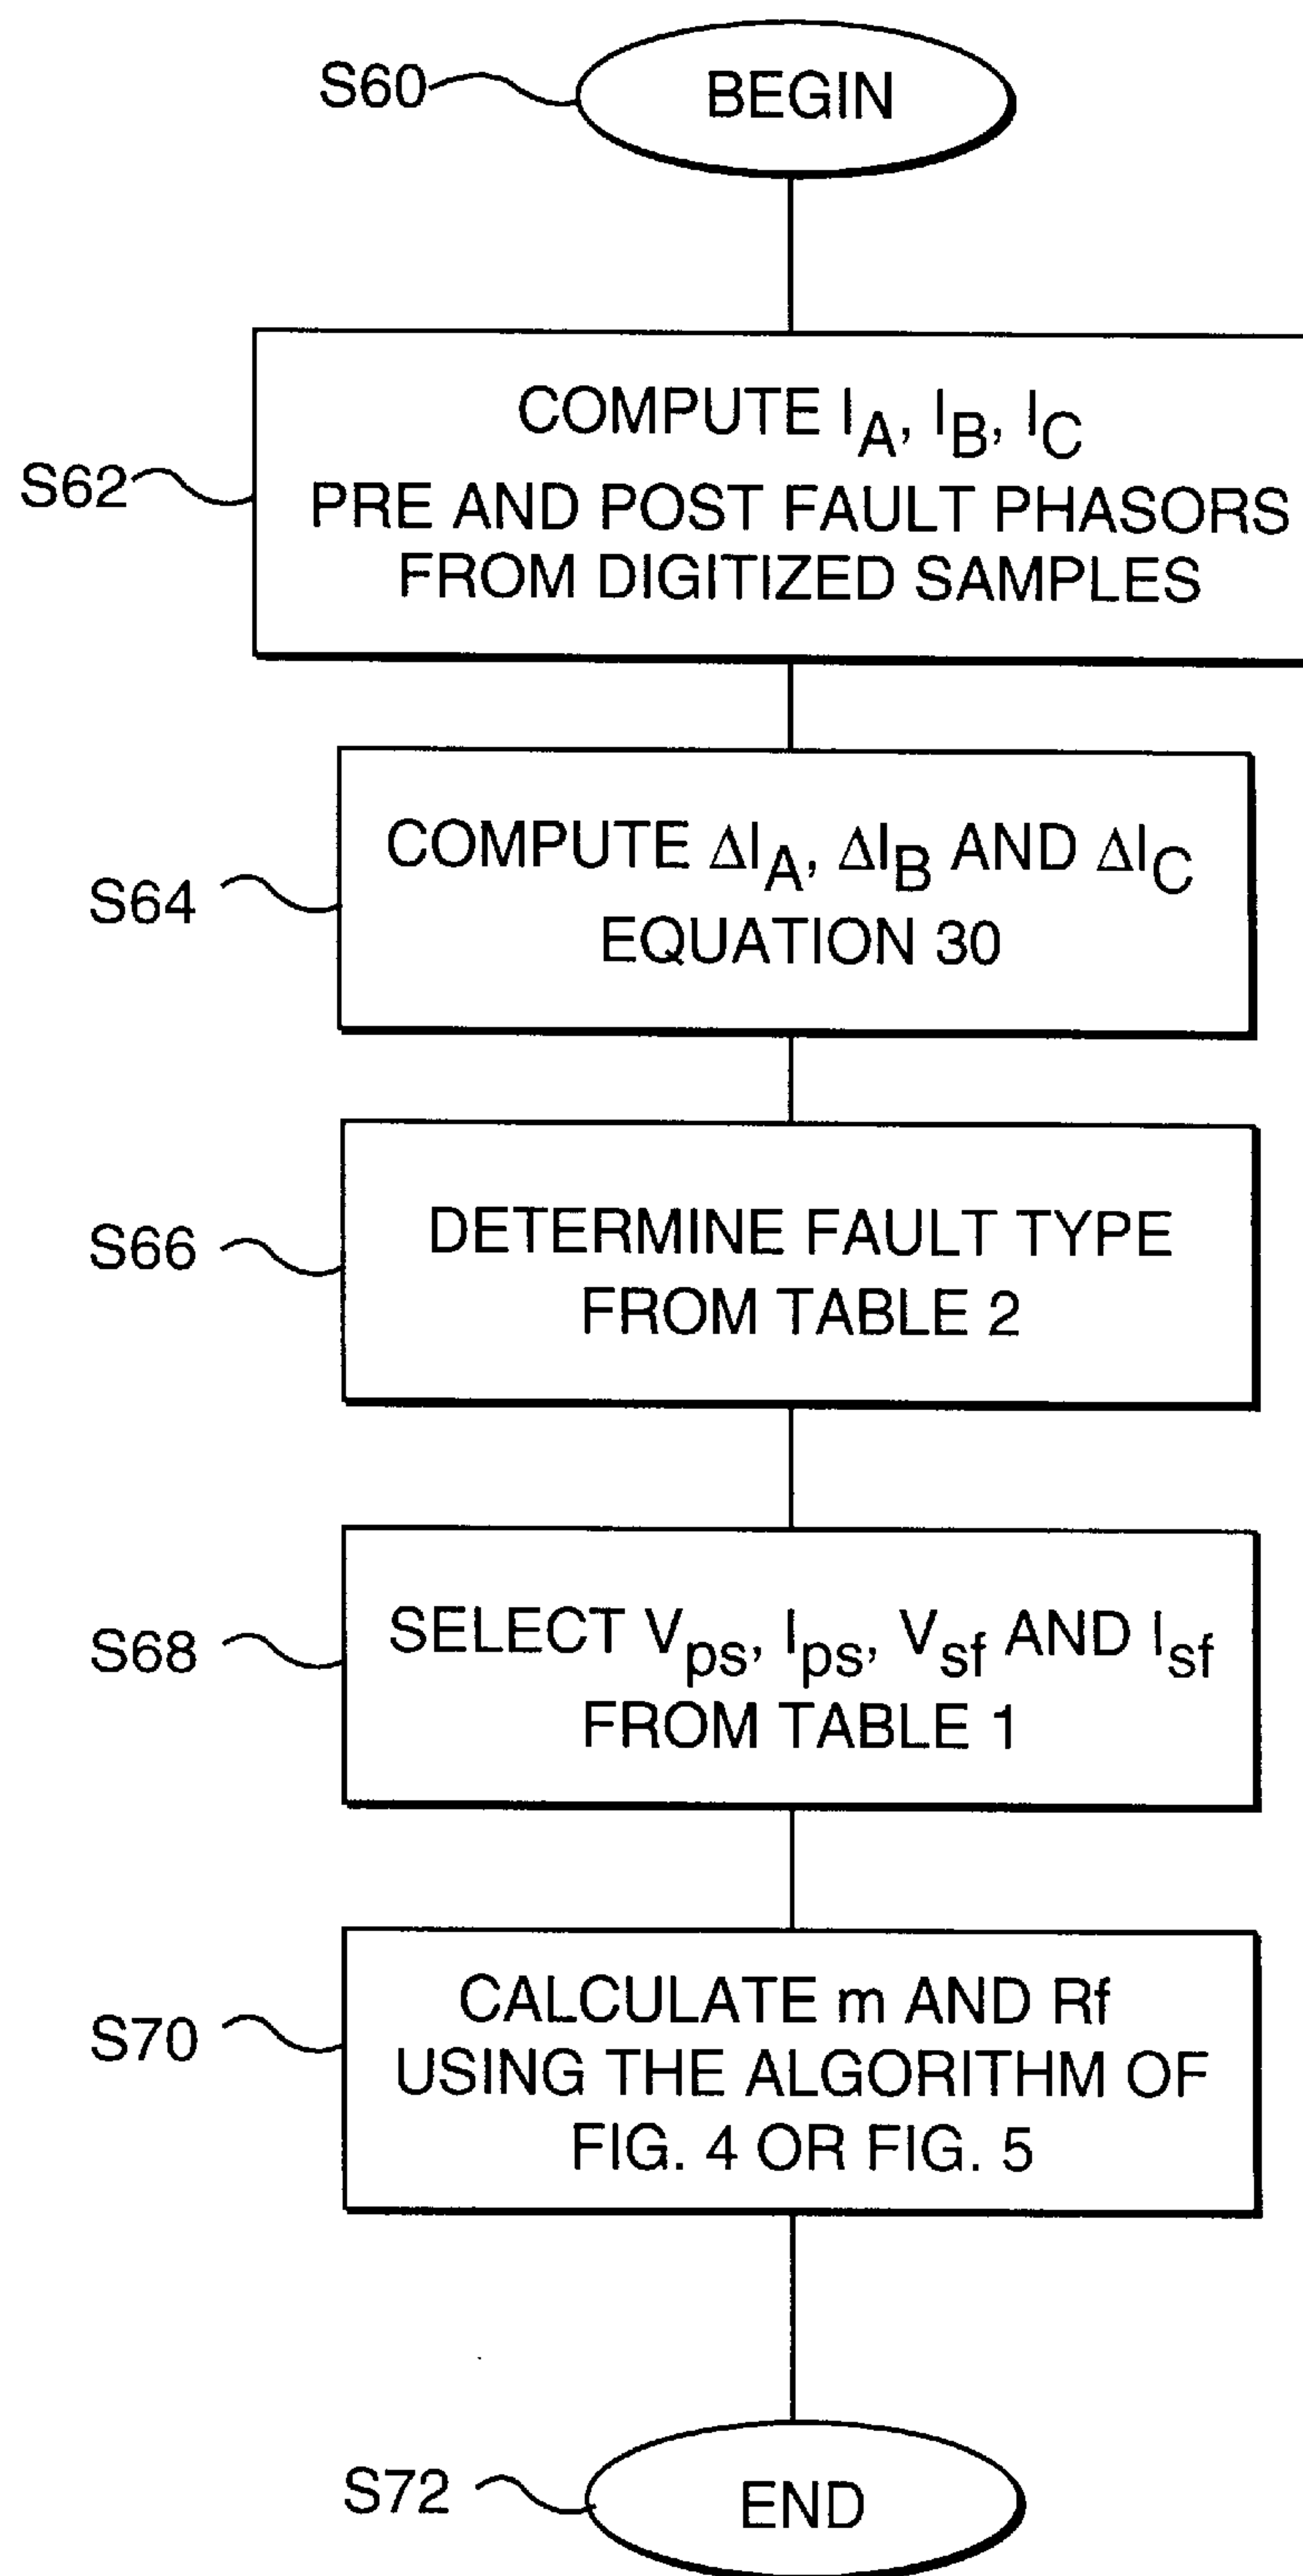 S60
BEGIN
S62
COMPUTE I_A, I_B, I_C
PRE AND POST FAULT PHASORS
FROM DIGITIZED SAMPLES
S64
COMPUTE ΔI_A, ΔI_B AND ΔI_C
EQUATION 30
S66
DETERMINE FAULT TYPE
FROM TABLE 2
S68
SELECT V_ps, I_ps, V_sf AND I_sf
FROM TABLE 1
S70
CALCULATE m AND Rf
USING THE ALGORITHM OF
FIG. 4 OR FIG. 5
S72
END